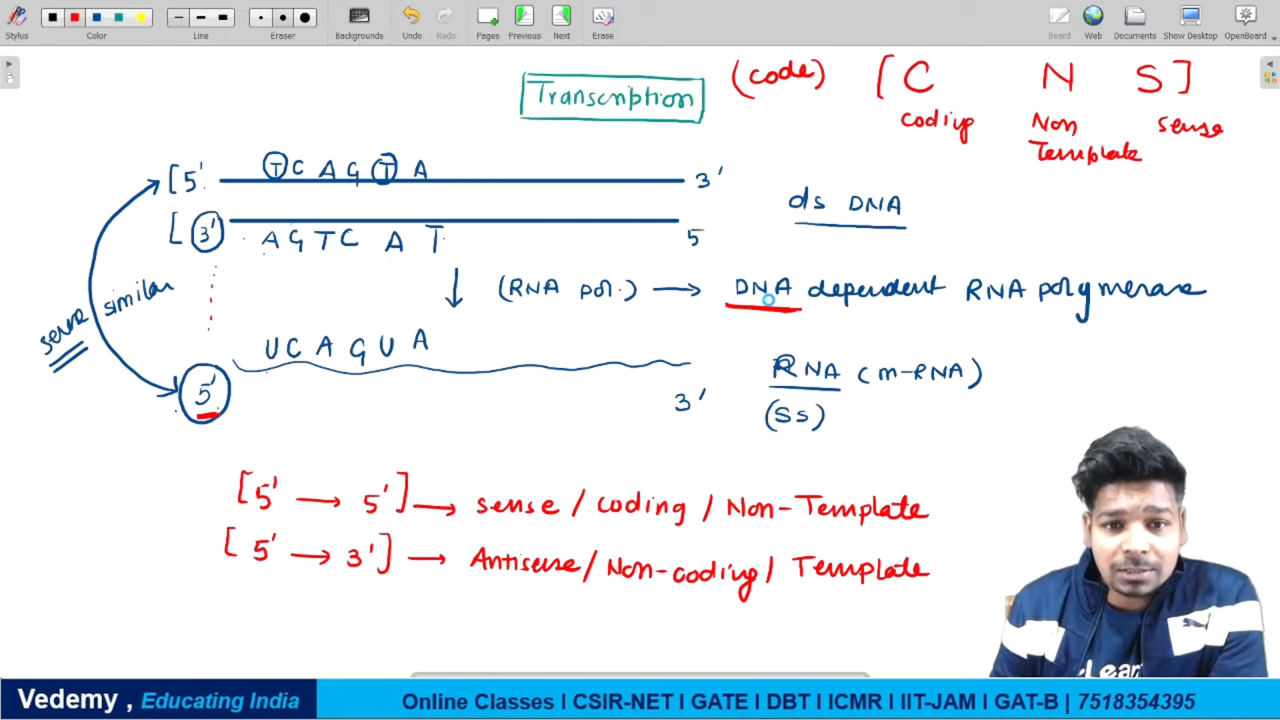 Stylus Color Line Eraser Backgrounds Undo Redo Pages Previous Next Erase Board Web Documents Show Desktop OpenBoard
Transcription (code) [C N S]
coding Non Template sense
[5' T C A G T A 3'
[3' A G T C A T 5
ds DNA
↓ (RNA pol.) → DNA dependent RNA polymerase
sense similar
5' U C A G U A 3'
RNA (m-RNA)
(Ss)
[5' → 5'] → sense / coding / Non-Template
[5' → 3'] → Antisense / Non-coding / Template
Vedemy , Educating India
Online Classes I CSIR-NET I GATE I DBT I ICMR I IIT-JAM I GAT-B | 7518354395